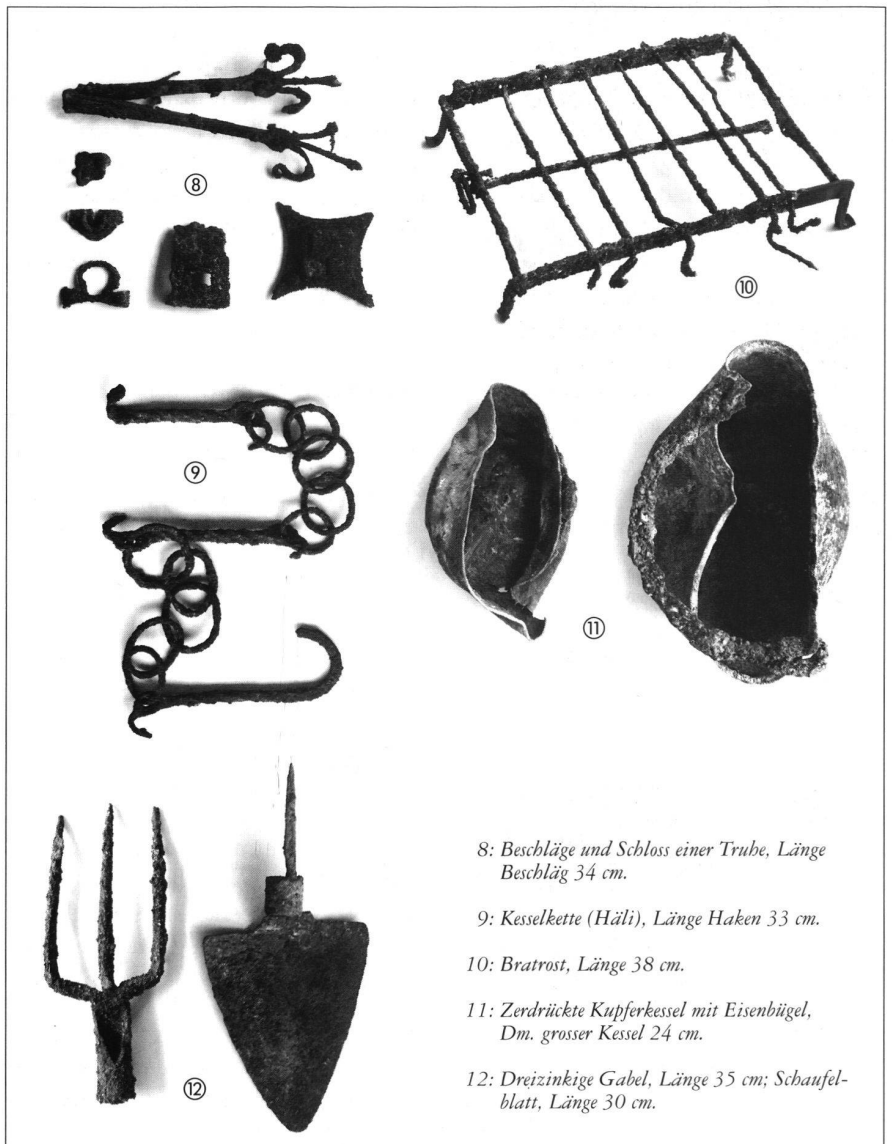 ⑧
⑩
⑨
⑪
⑫
8: Beschläge und Schloss einer Truhe, Länge
Beschläg 34 cm.
9: Kesselkette (Häli), Länge Haken 33 cm.
10: Bratrost, Länge 38 cm.
11: Zerdrückte Kupferkessel mit Eisenbügel,
Dm. grosser Kessel 24 cm.
12: Dreizinkige Gabel, Länge 35 cm; Schaufel-
blatt, Länge 30 cm.